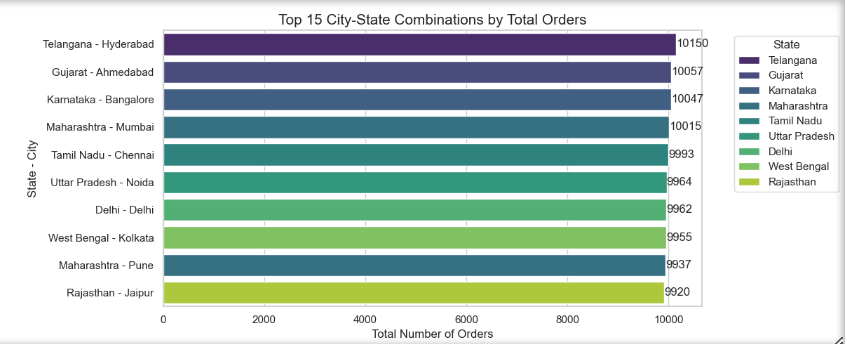 Top 15 City-State Combinations by Total Orders
State - City
Telangana - Hyderabad 10150
Gujarat - Ahmedabad 10057
Karnataka - Bangalore 10047
Maharashtra - Mumbai 10015
Tamil Nadu - Chennai 9993
Uttar Pradesh - Noida 9964
Delhi - Delhi 9962
West Bengal - Kolkata 9955
Maharashtra - Pune 9937
Rajasthan - Jaipur 9920
0 2000 4000 6000 8000 10000
Total Number of Orders
State
Telangana
Gujarat
Karnataka
Maharashtra
Tamil Nadu
Uttar Pradesh
Delhi
West Bengal
Rajasthan